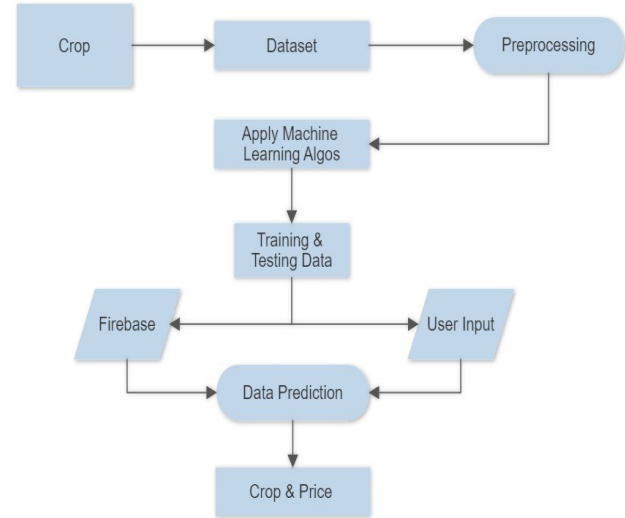 Crop
Dataset
Preprocessing
Apply Machine
Learning Algos
Training &
Testing Data
Firebase
User Input
Data Prediction
Crop & Price